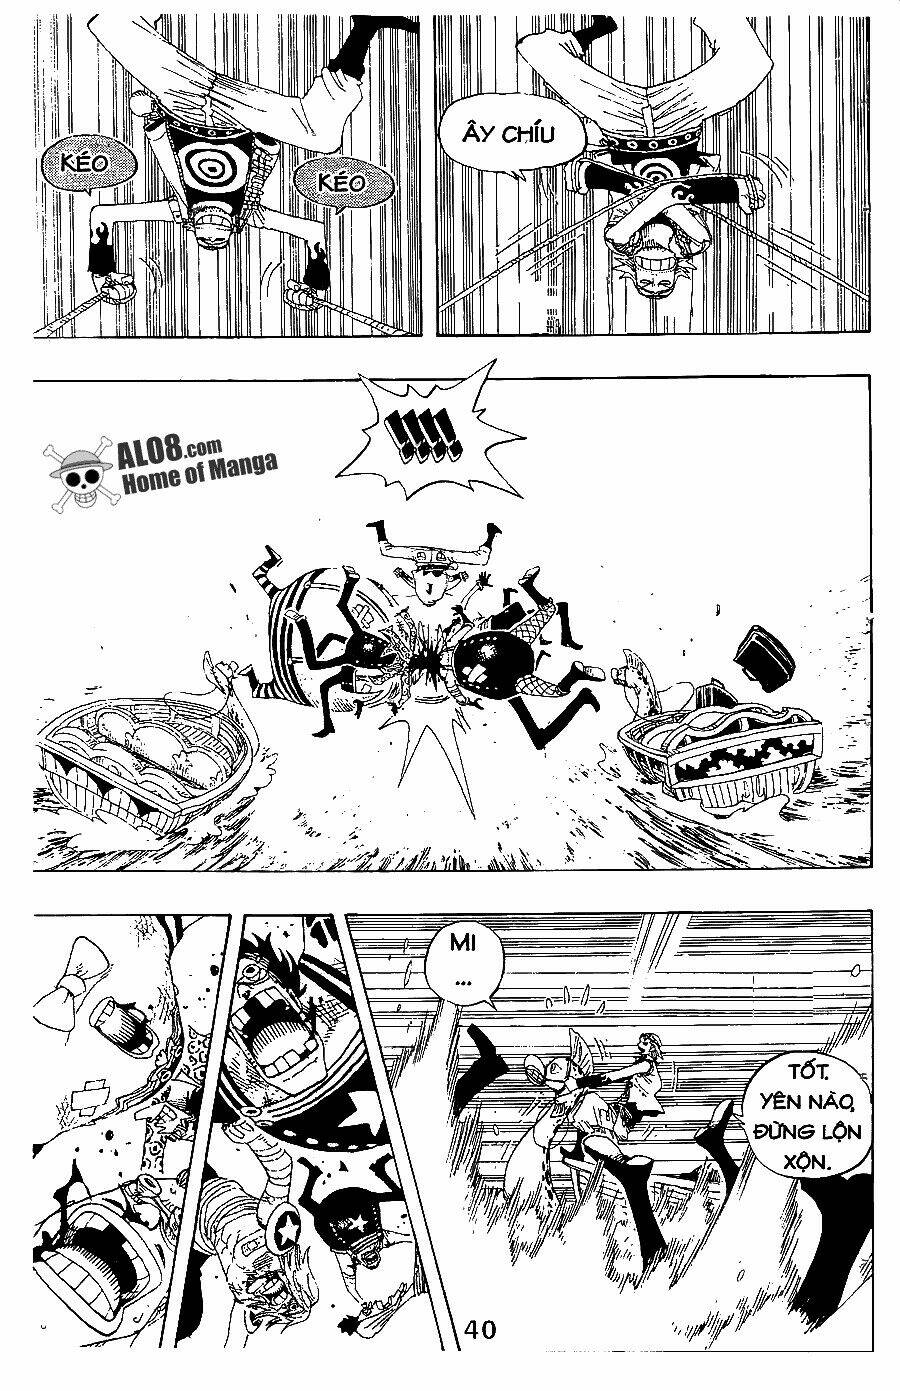 KÉO
KÉO
ÂY CHÍU
!!!!
ALO8.com
Home of Manga
MI
...
TỐT.
YÊN NÀO,
ĐỪNG LỘN
XỘN.
40